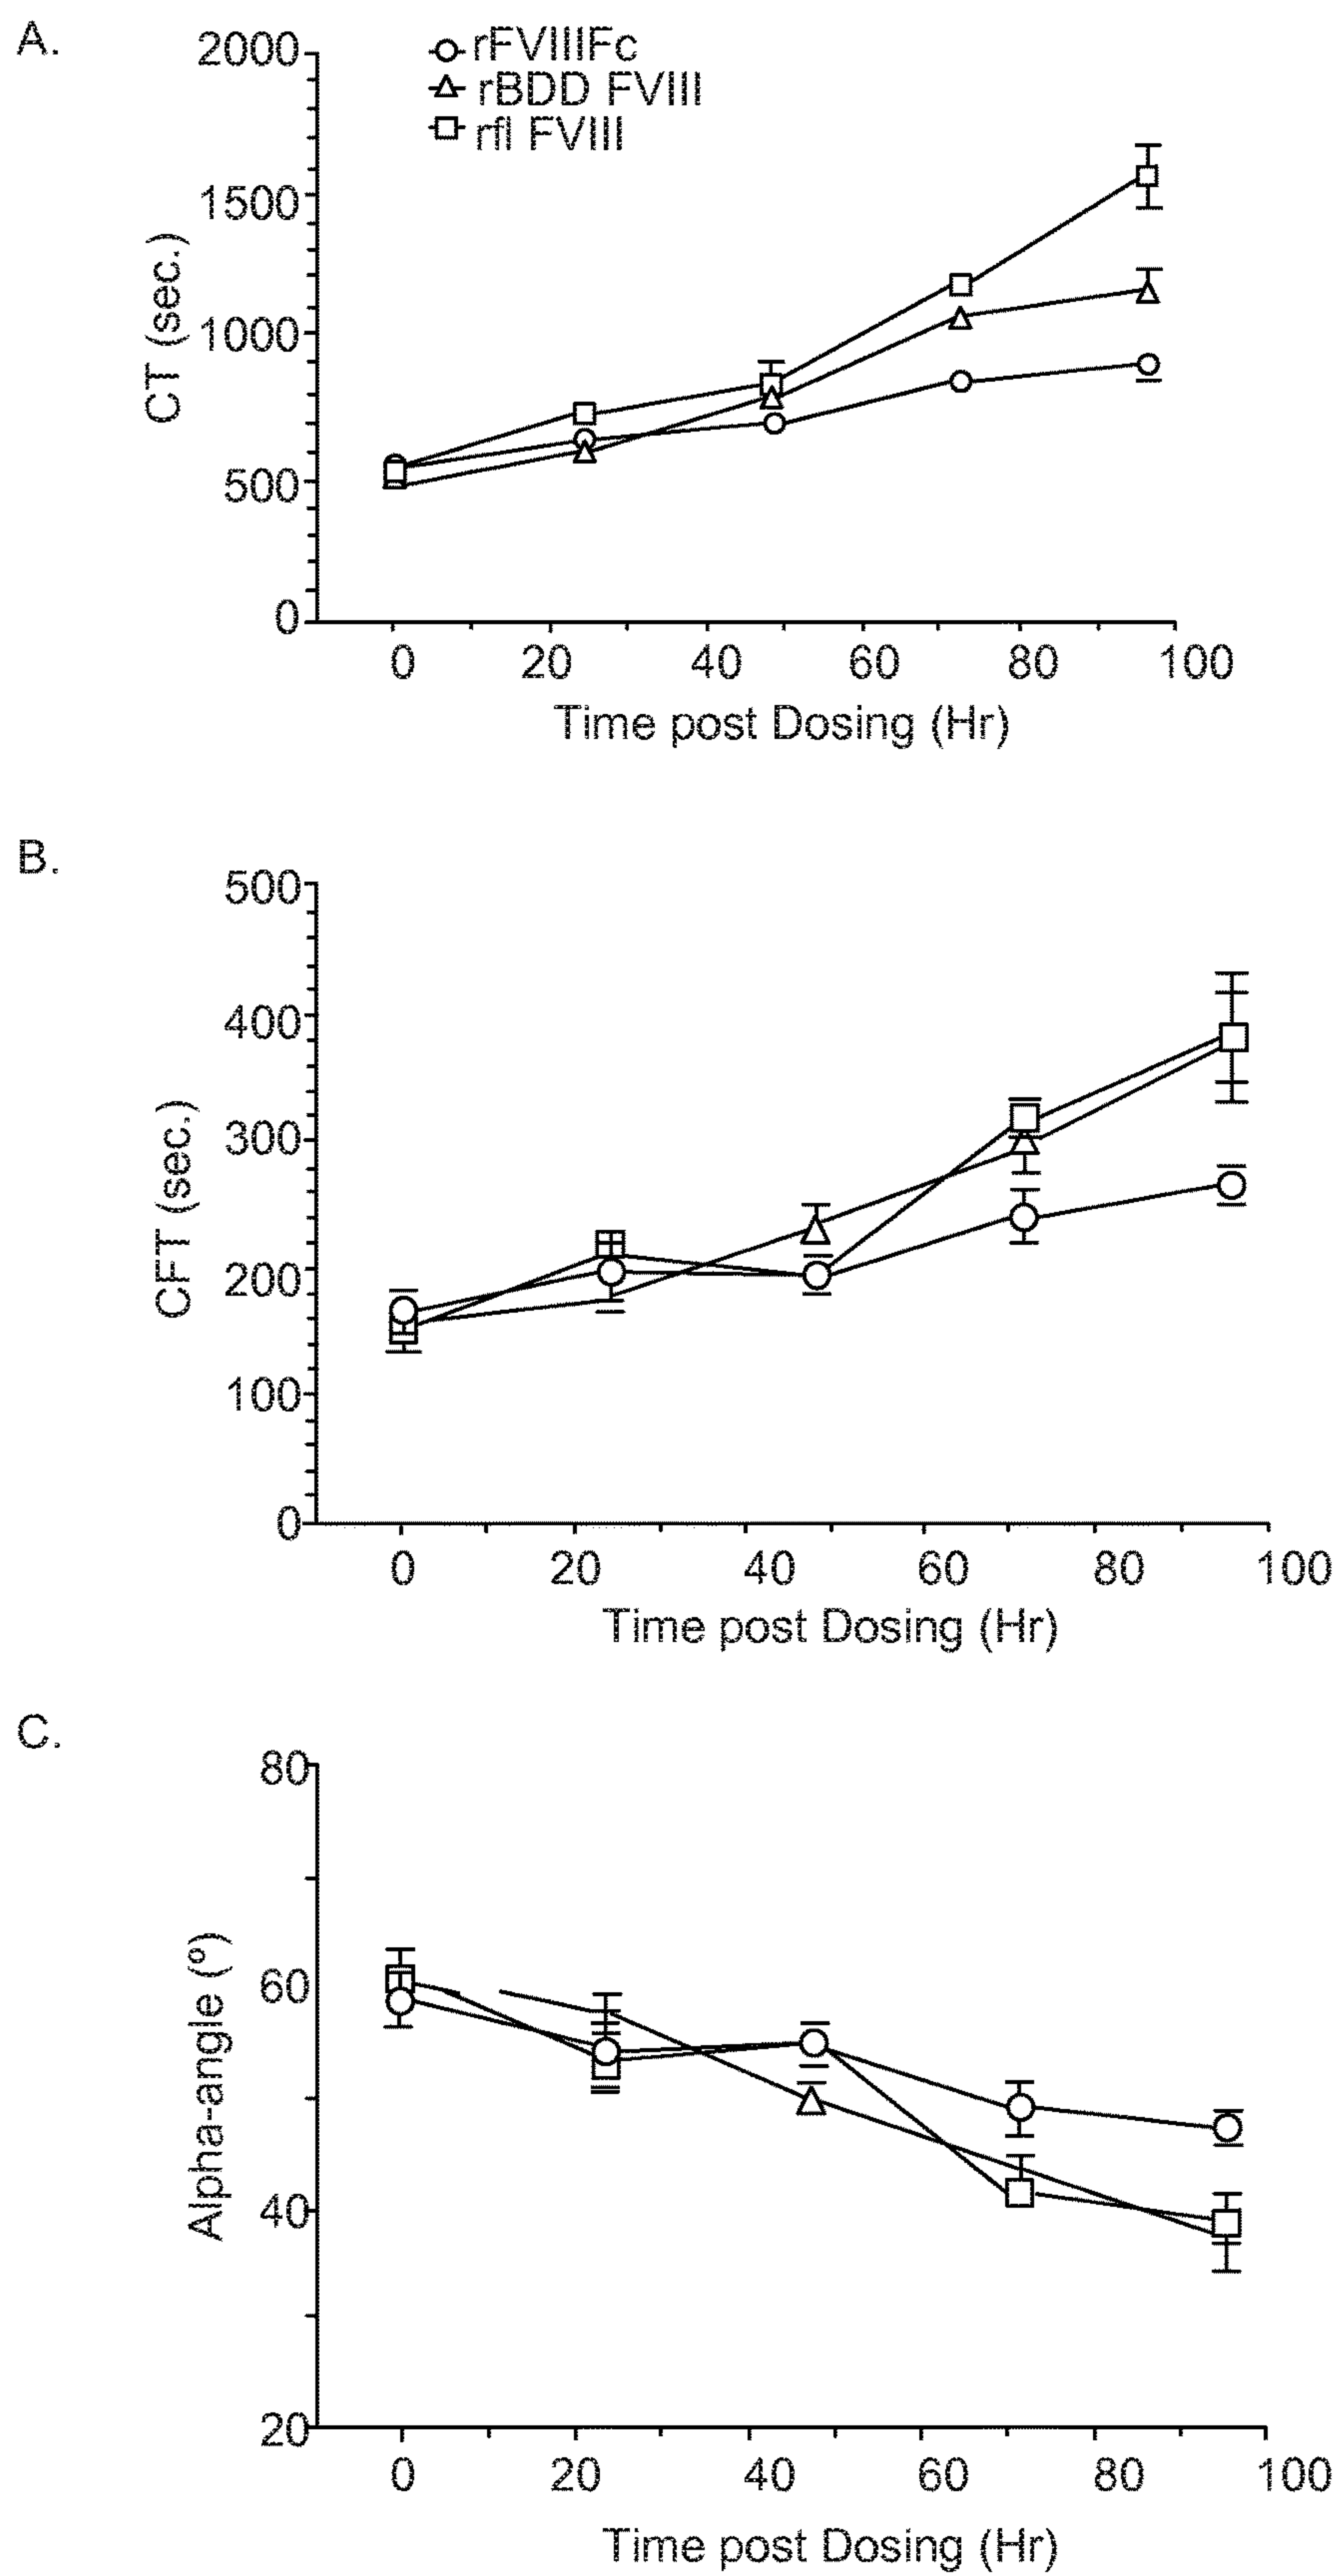 A.
rFVIIIFc
rBDD FVIII
rfl FVIII
2000
1500
1000
500
0
CT (sec.)
0 20 40 60 80 100
Time post Dosing (Hr)
B.
500
400
300
200
100
0
CFT (sec.)
0 20 40 60 80 100
Time post Dosing (Hr)
C.
80
60
40
20
Alpha-angle (º)
0 20 40 60 80 100
Time post Dosing (Hr)